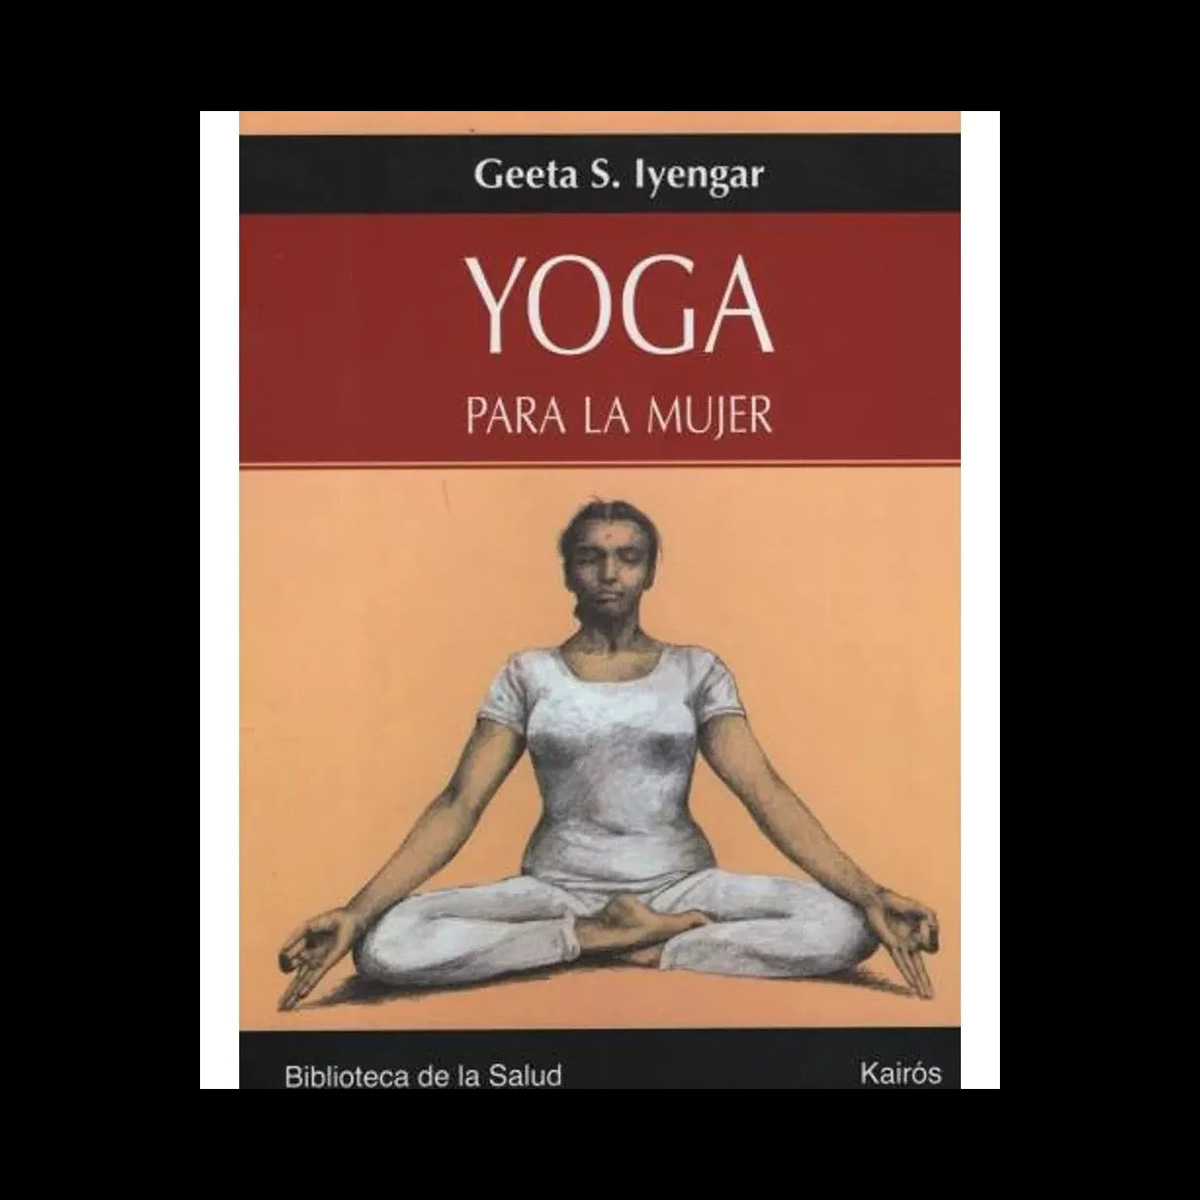 Geeta S. Iyengar
YOGA
PARA LA MUJER
Biblioteca de la Salud
Kairós